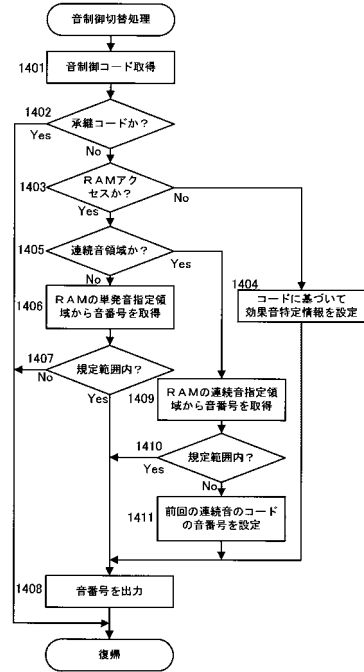 音制御切替処理
1401
音制御コード取得
1402
承継コードか?
Yes
No
1403
RAMアク
セスか?
No
Yes
1405
連続音領域か?
Yes
No
1404
コードに基づいて
効果音特定情報を設定
1406
RAMの単発音指定領
域から音番号を取得
1407
規定範囲内?
No
Yes
1409
RAMの連続音指定領
域から音番号を取得
1410
規定範囲内?
Yes
No
1411
前回の連続音のコード
の音番号を設定
1408
音番号を出力
復帰